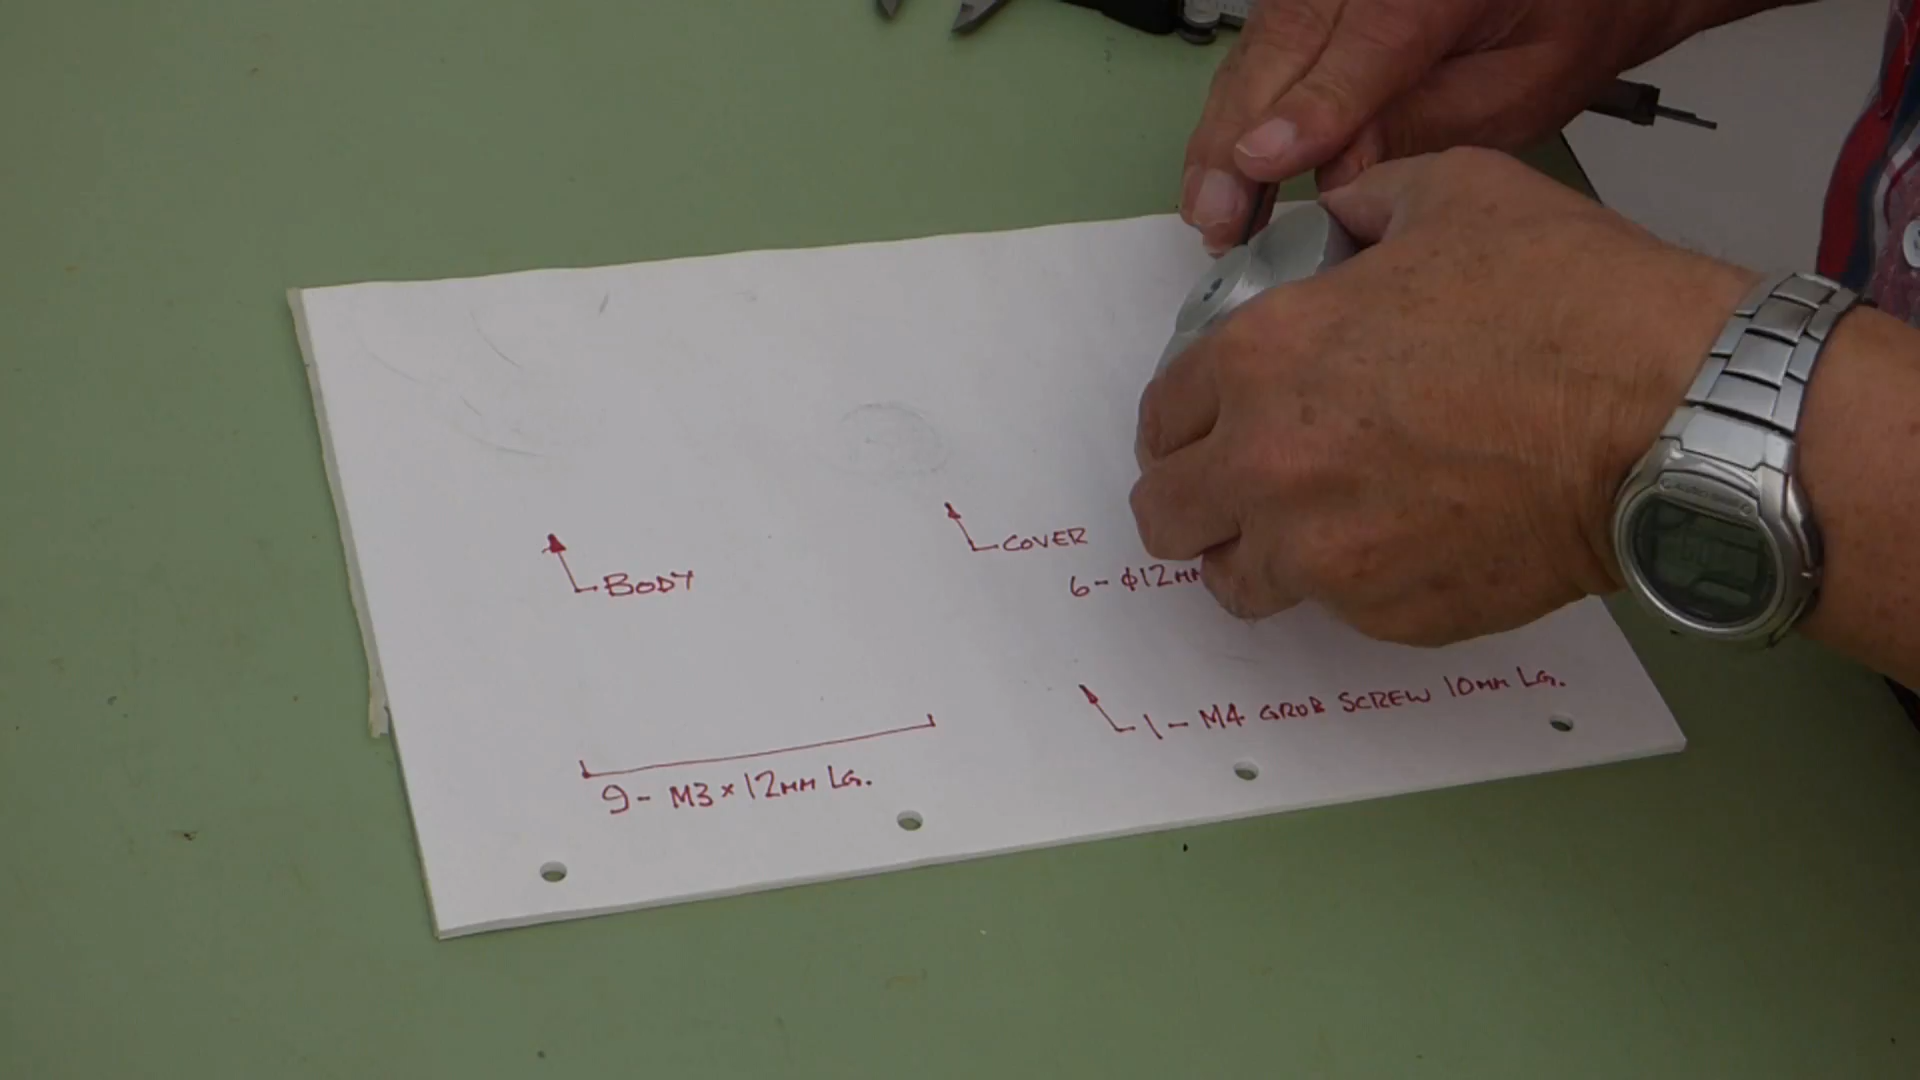 COVER
BODY
6- ϕ12MM
1- M4 GRUB SCREW 10MM LG.
9- M3 × 12MM LG.